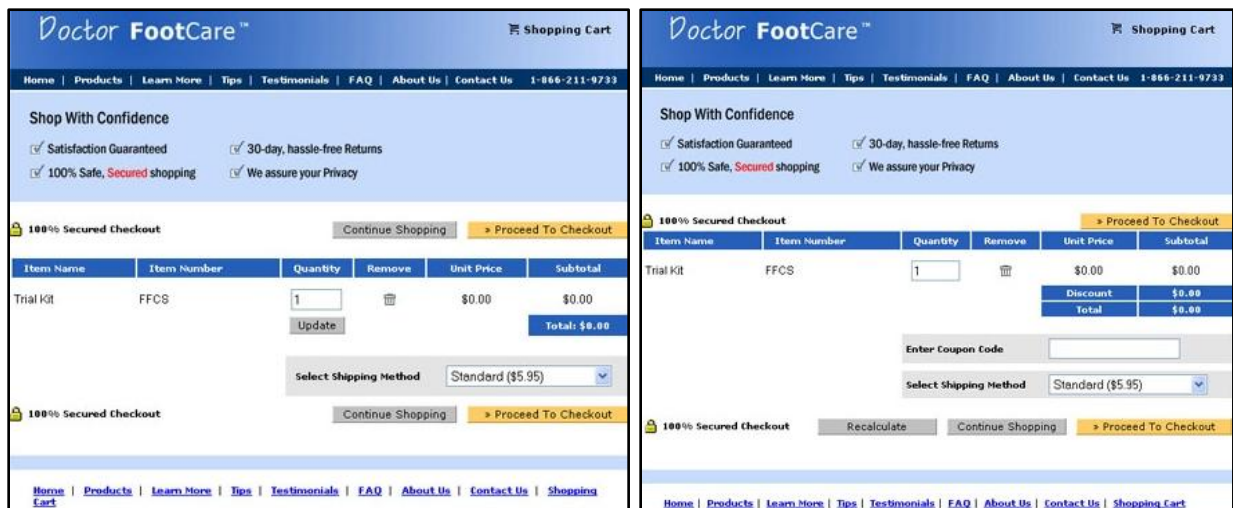 Doctor FootCare™ Shopping Cart
Home | Products | Learn More | Tips | Testimonials | FAQ | About Us | Contact Us 1-866-211-9733
Shop With Confidence
Satisfaction Guaranteed 30-day, hassle-free Returns
100% Safe, Secured shopping We assure your Privacy
100% Secured Checkout Continue Shopping » Proceed To Checkout
Item Name Item Number Quantity Remove Unit Price Subtotal
Trial Kit FFCS 1 $0.00 $0.00
Update Total: $0.00
Select Shipping Method Standard ($5.95)
100% Secured Checkout Continue Shopping » Proceed To Checkout
Home | Products | Learn More | Tips | Testimonials | FAQ | About Us | Contact Us | Shopping
Cart
Doctor FootCare™ Shopping Cart
Home | Products | Learn More | Tips | Testimonials | FAQ | About Us | Contact Us 1-866-211-9733
Shop With Confidence
Satisfaction Guaranteed 30-day, hassle-free Returns
100% Safe, Secured shopping We assure your Privacy
100% Secured Checkout » Proceed To Checkout
Item Name Item Number Quantity Remove Unit Price Subtotal
Trial Kit FFCS 1 $0.00 $0.00
Discount $0.00
Total $0.00
Enter Coupon Code
Select Shipping Method Standard ($5.95)
100% Secured Checkout Recalculate Continue Shopping » Proceed To Checkout
Home | Products | Learn More | Tips | Testimonials | FAQ | About Us | Contact Us | Shopping Cart